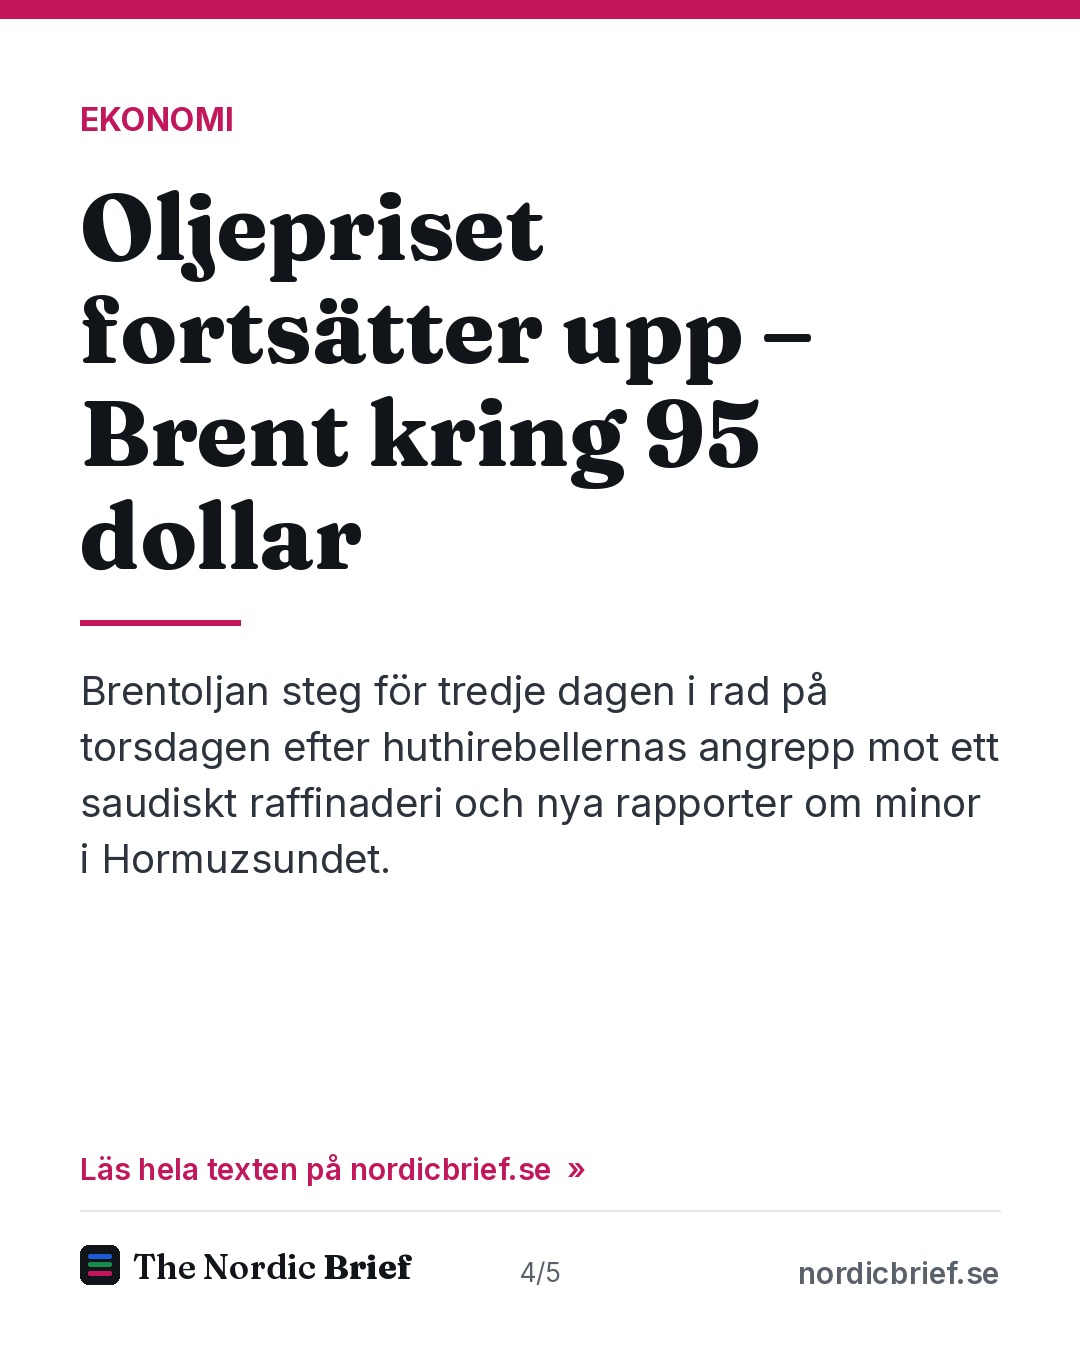 EKONOMI
Oljepriset
fortsätter upp –
Brent kring 95
dollar
Brentoljan steg för tredje dagen i rad på
torsdagen efter huthirebellernas angrepp mot ett
saudiskt raffinaderi och nya rapporter om minor
i Hormuzsundet.
Läs hela texten på nordicbrief.se »
The Nordic Brief
4/5
nordicbrief.se